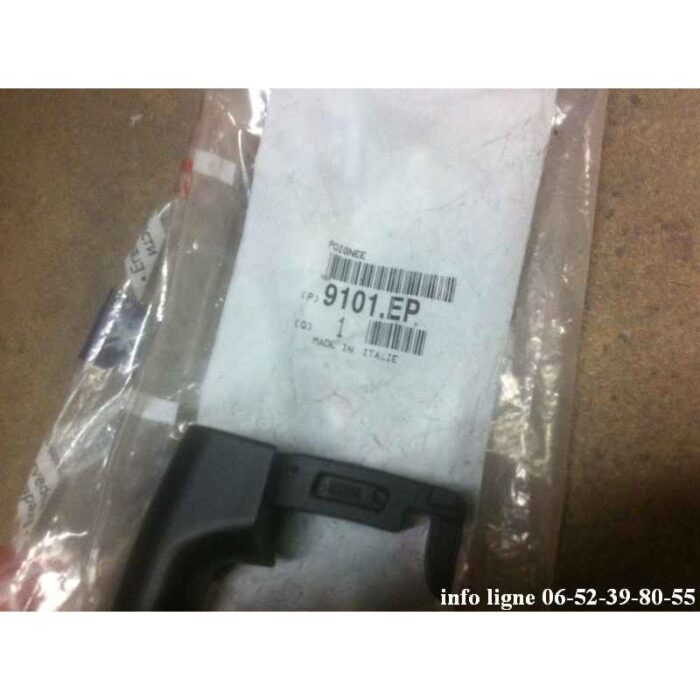 POIGNEE
(P) 9101.EP
(Q) 1
MADE IN ITALIE
info ligne 06-52-39-80-55